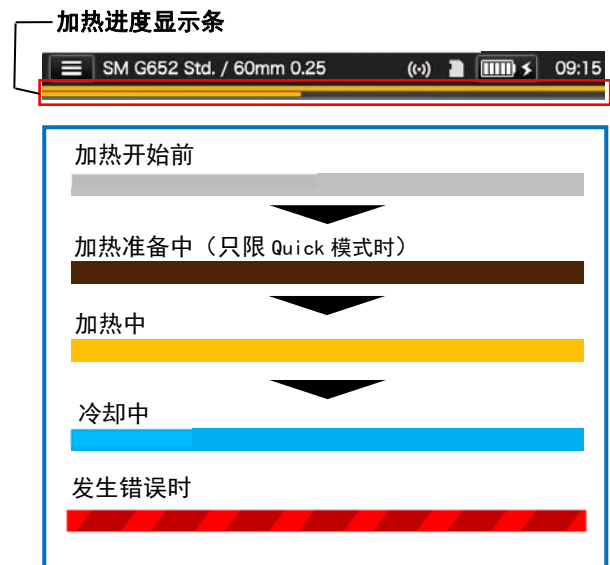 加热进度显示条
SM G652 Std. / 60mm 0.25 09:15
加热开始前
加热准备中（只限 Quick 模式时）
加热中
冷却中
发生错误时